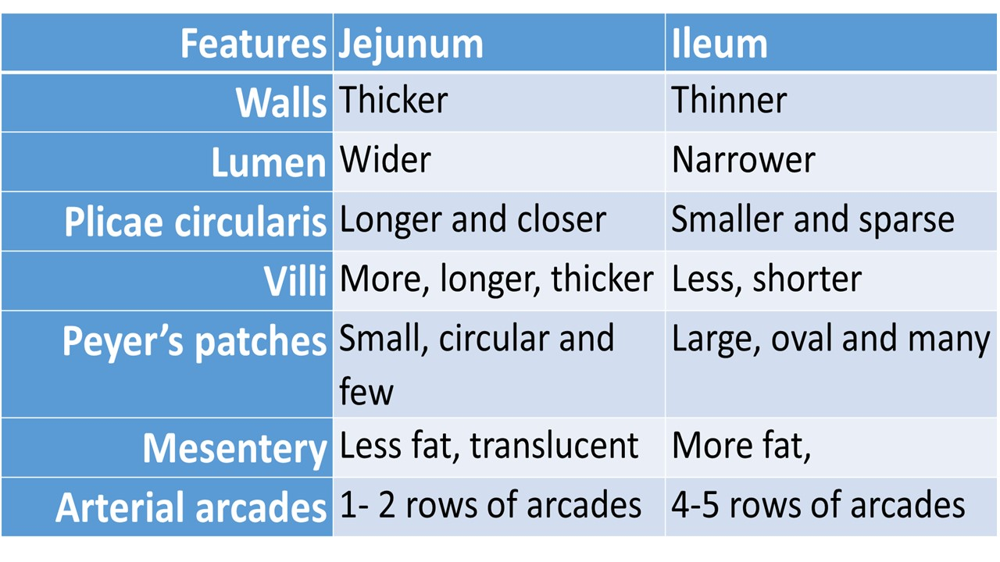 Features Jejunum Ileum
Walls Thicker Thinner
Lumen Wider Narrower
Plicae circularis Longer and closer Smaller and sparse
Villi More, longer, thicker Less, shorter
Peyer’s patches Small, circular and Large, oval and many
few
Mesentery Less fat, translucent More fat,
Arterial arcades 1- 2 rows of arcades 4-5 rows of arcades